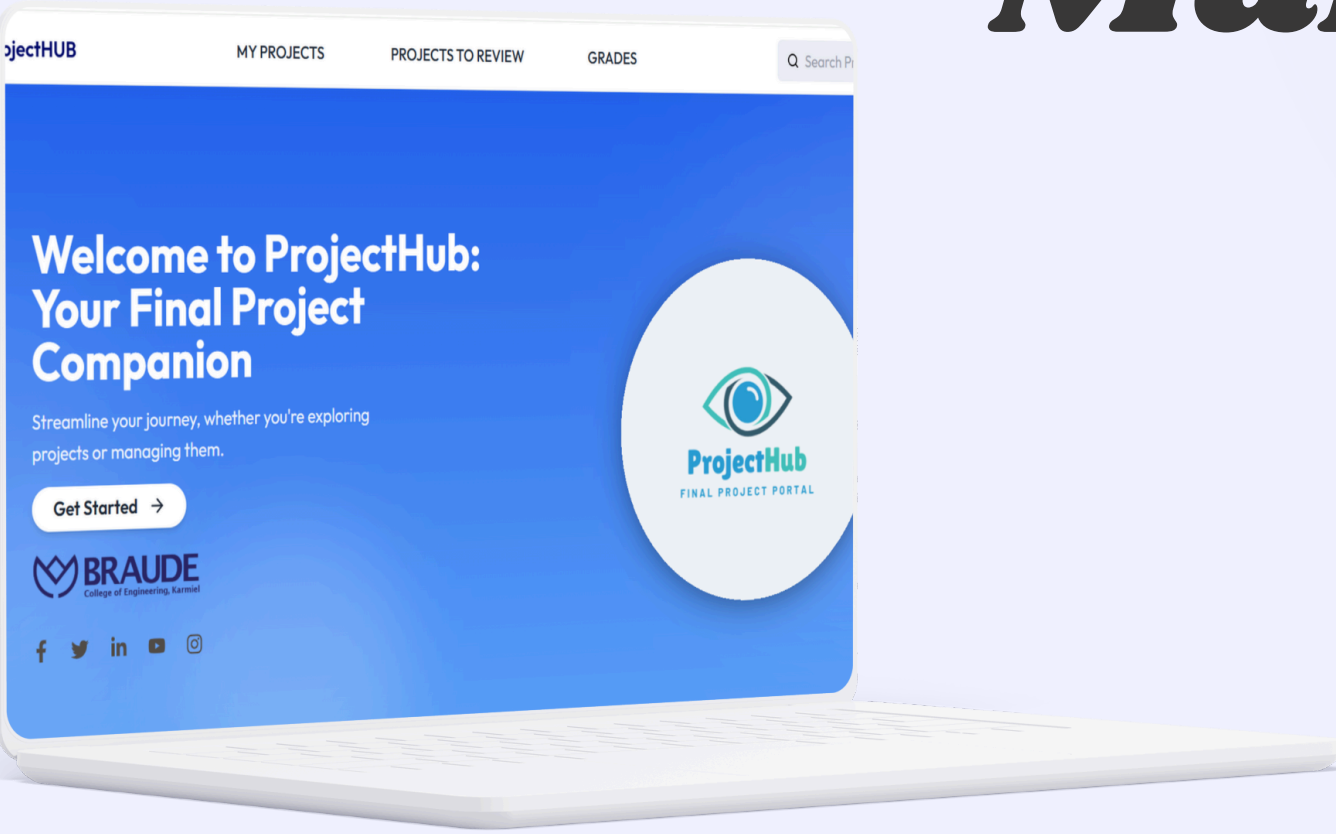 ojectHUB
MY PROJECTS
PROJECTS TO REVIEW
GRADES
Search Pr
Welcome to ProjectHub:
Your Final Project
Companion
Streamline your journey, whether you're exploring
projects or managing them.
Get Started
BRAUDE
College of Engineering, Karmiel
in
ProjectHub
FINAL PROJECT PORTAL